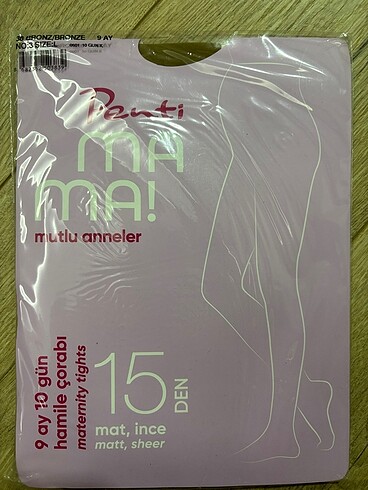 30 BRONZ/BRONZE 9 AY
NO:3 SIZE:L
Penti
MA
MA!
mutlu anneler
9 ay 10 gün
hamile çorabı
maternity tights
15
DEN
mat, ince
matt, sheer